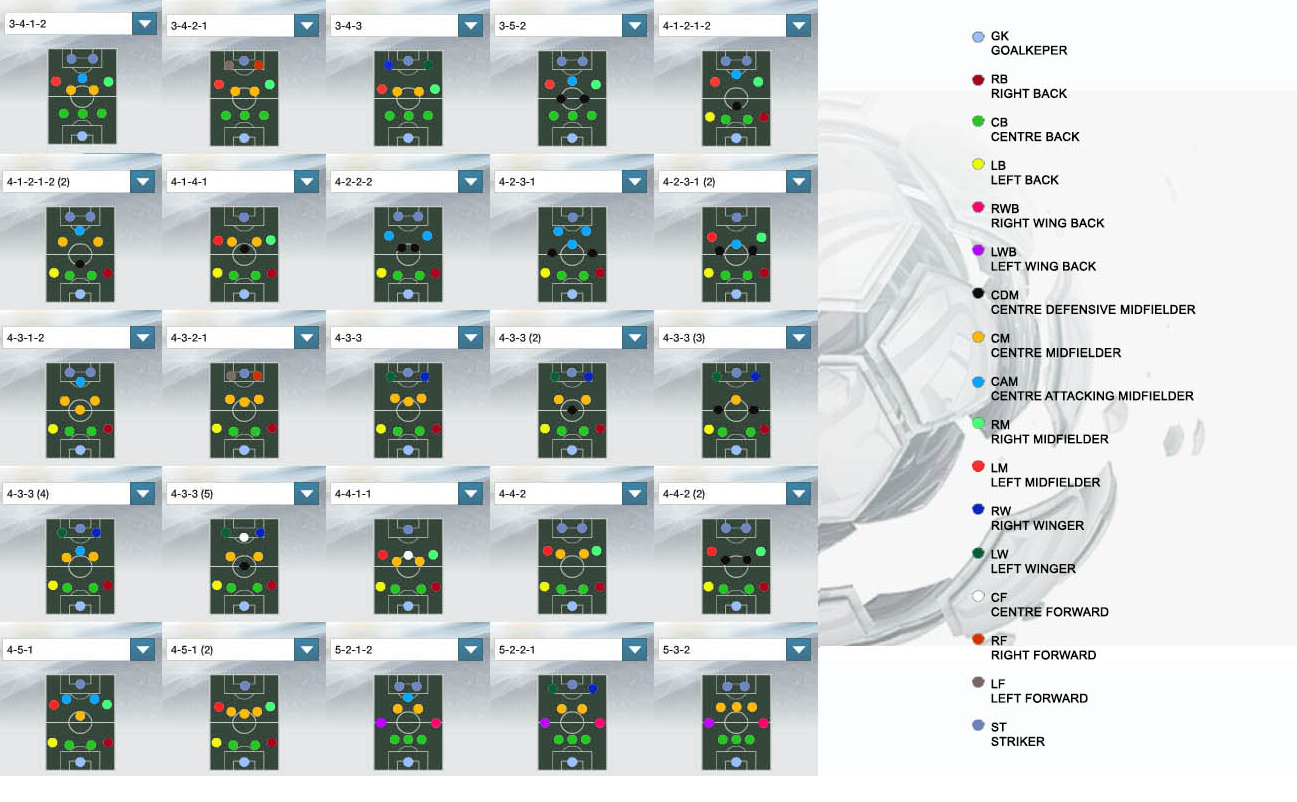 3-4-1-2
3-4-2-1
3-4-3
3-5-2
4-1-2-1-2
4-1-2-1-2 (2)
4-1-4-1
4-2-2-2
4-2-3-1
4-2-3-1 (2)
4-3-1-2
4-3-2-1
4-3-3
4-3-3 (2)
4-3-3 (3)
4-3-3 (4)
4-3-3 (5)
4-4-1-1
4-4-2
4-4-2 (2)
4-5-1
4-5-1 (2)
5-2-1-2
5-2-2-1
5-3-2
GK
GOALKEPER
RB
RIGHT BACK
CB
CENTRE BACK
LB
LEFT BACK
RWB
RIGHT WING BACK
LWB
LEFT WING BACK
CDM
CENTRE DEFENSIVE MIDFIELDER
CM
CENTRE MIDFIELDER
CAM
CENTRE ATTACKING MIDFIELDER
RM
RIGHT MIDFIELDER
LM
LEFT MIDFIELDER
RW
RIGHT WINGER
LW
LEFT WINGER
CF
CENTRE FORWARD
RF
RIGHT FORWARD
LF
LEFT FORWARD
ST
STRIKER